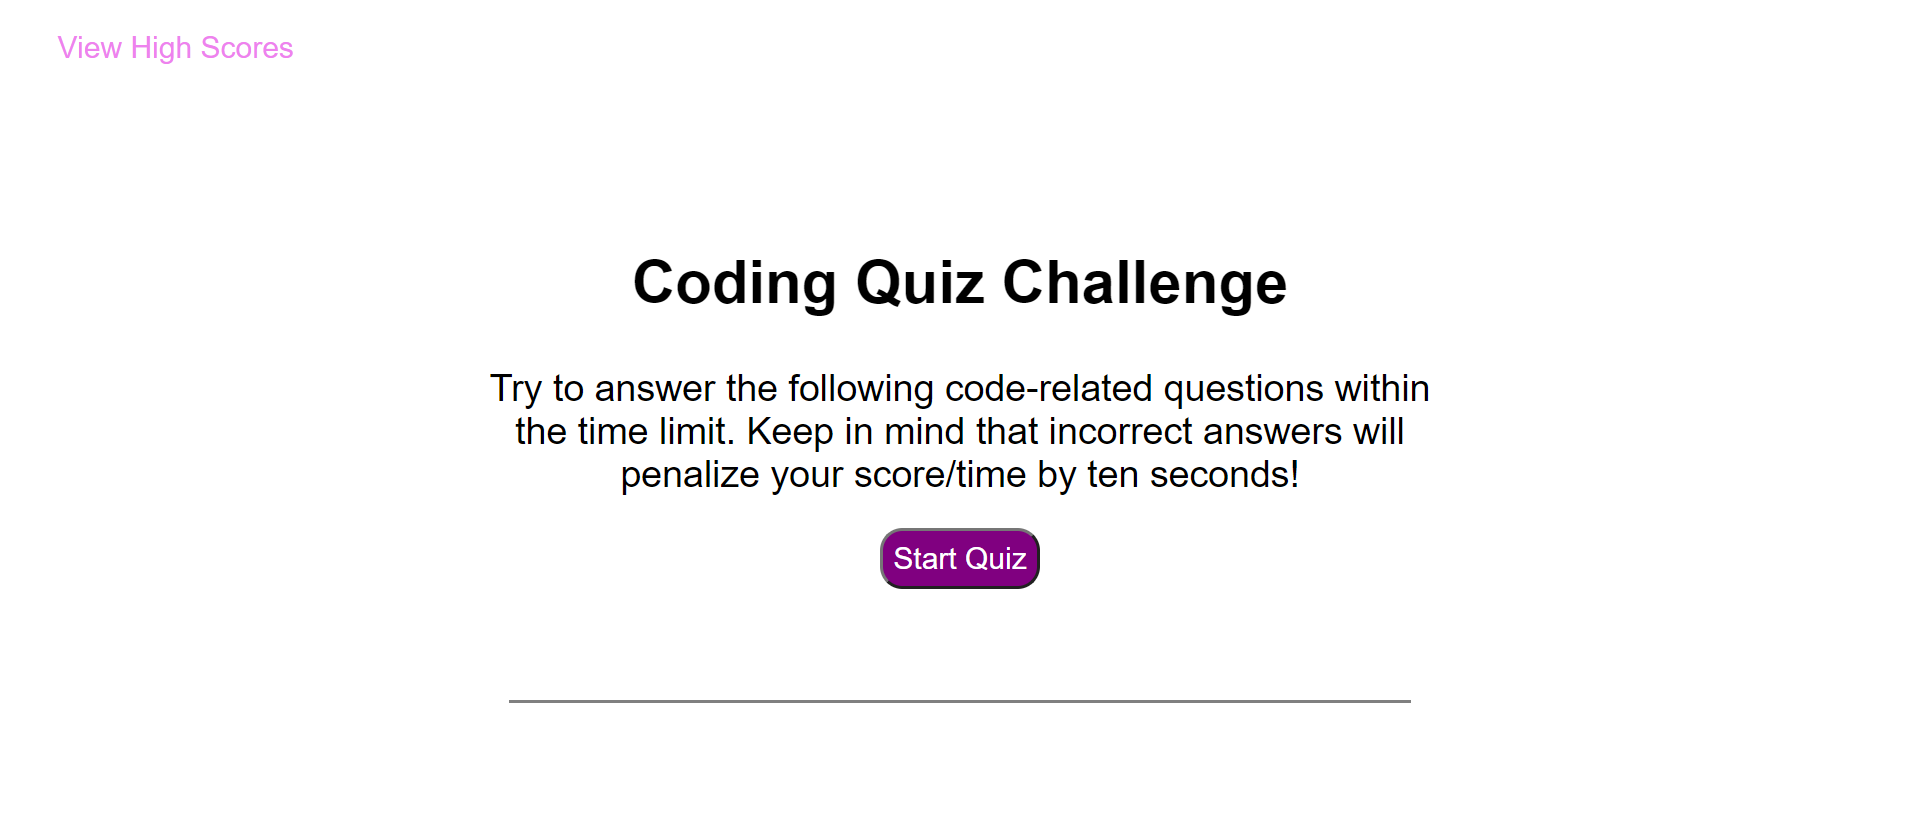 View High Scores
Coding Quiz Challenge
Try to answer the following code-related questions within
the time limit. Keep in mind that incorrect answers will
penalize your score/time by ten seconds!
Start Quiz